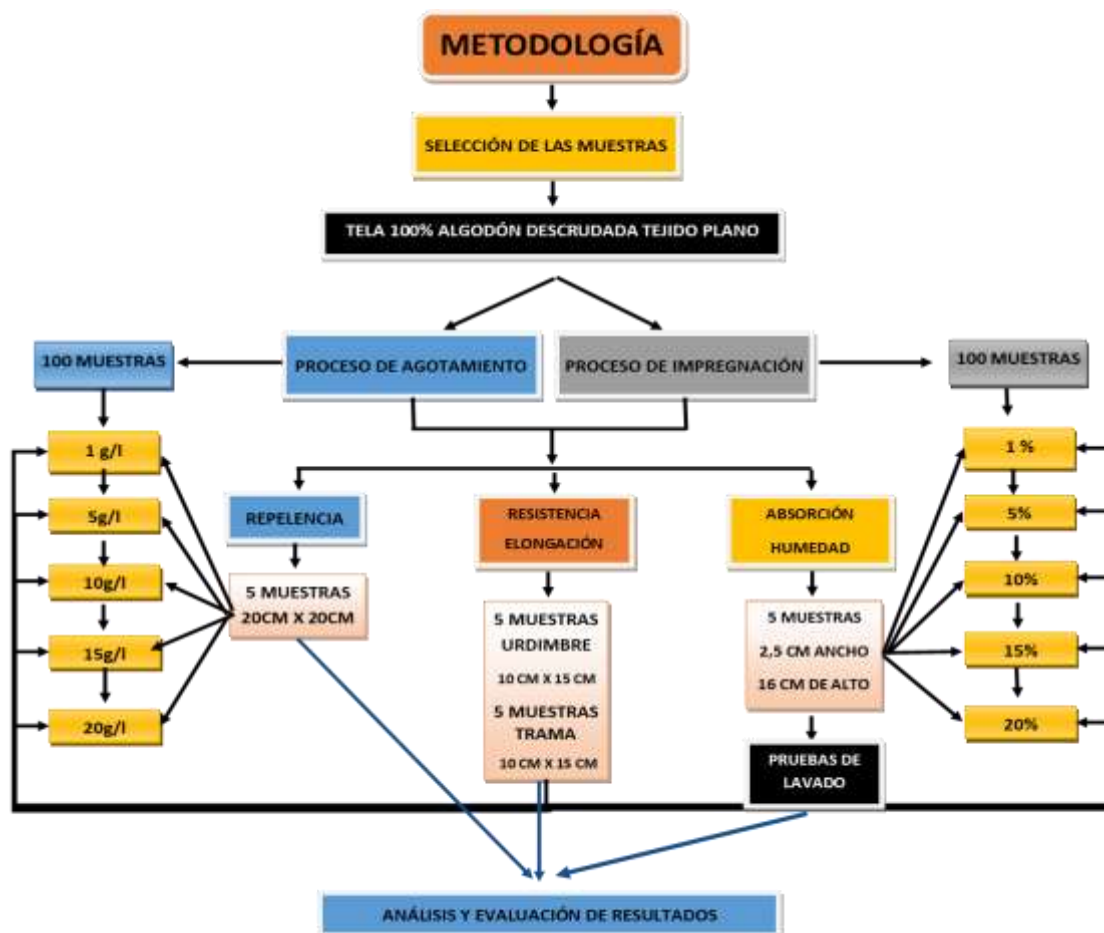 METODOLOGÍA
SELECCIÓN DE LAS MUESTRAS
TELA 100% ALGODÓN DESCRUDADA TEJIDO PLANO
100 MUESTRAS
PROCESO DE AGOTAMIENTO
PROCESO DE IMPREGNACIÓN
100 MUESTRAS
1 g/l
5g/l
10g/l
15g/l
20g/l
REPELENCIA
5 MUESTRAS
20CM X 20CM
RESISTENCIA
ELONGACIÓN
5 MUESTRAS
URDIMBRE
10 CM X 15 CM
5 MUESTRAS
TRAMA
10 CM X 15 CM
ABSORCIÓN
HUMEDAD
5 MUESTRAS
2,5 CM ANCHO
16 CM DE ALTO
PRUEBAS DE
LAVADO
1 %
5%
10%
15%
20%
ANÁLISIS Y EVALUACIÓN DE RESULTADOS